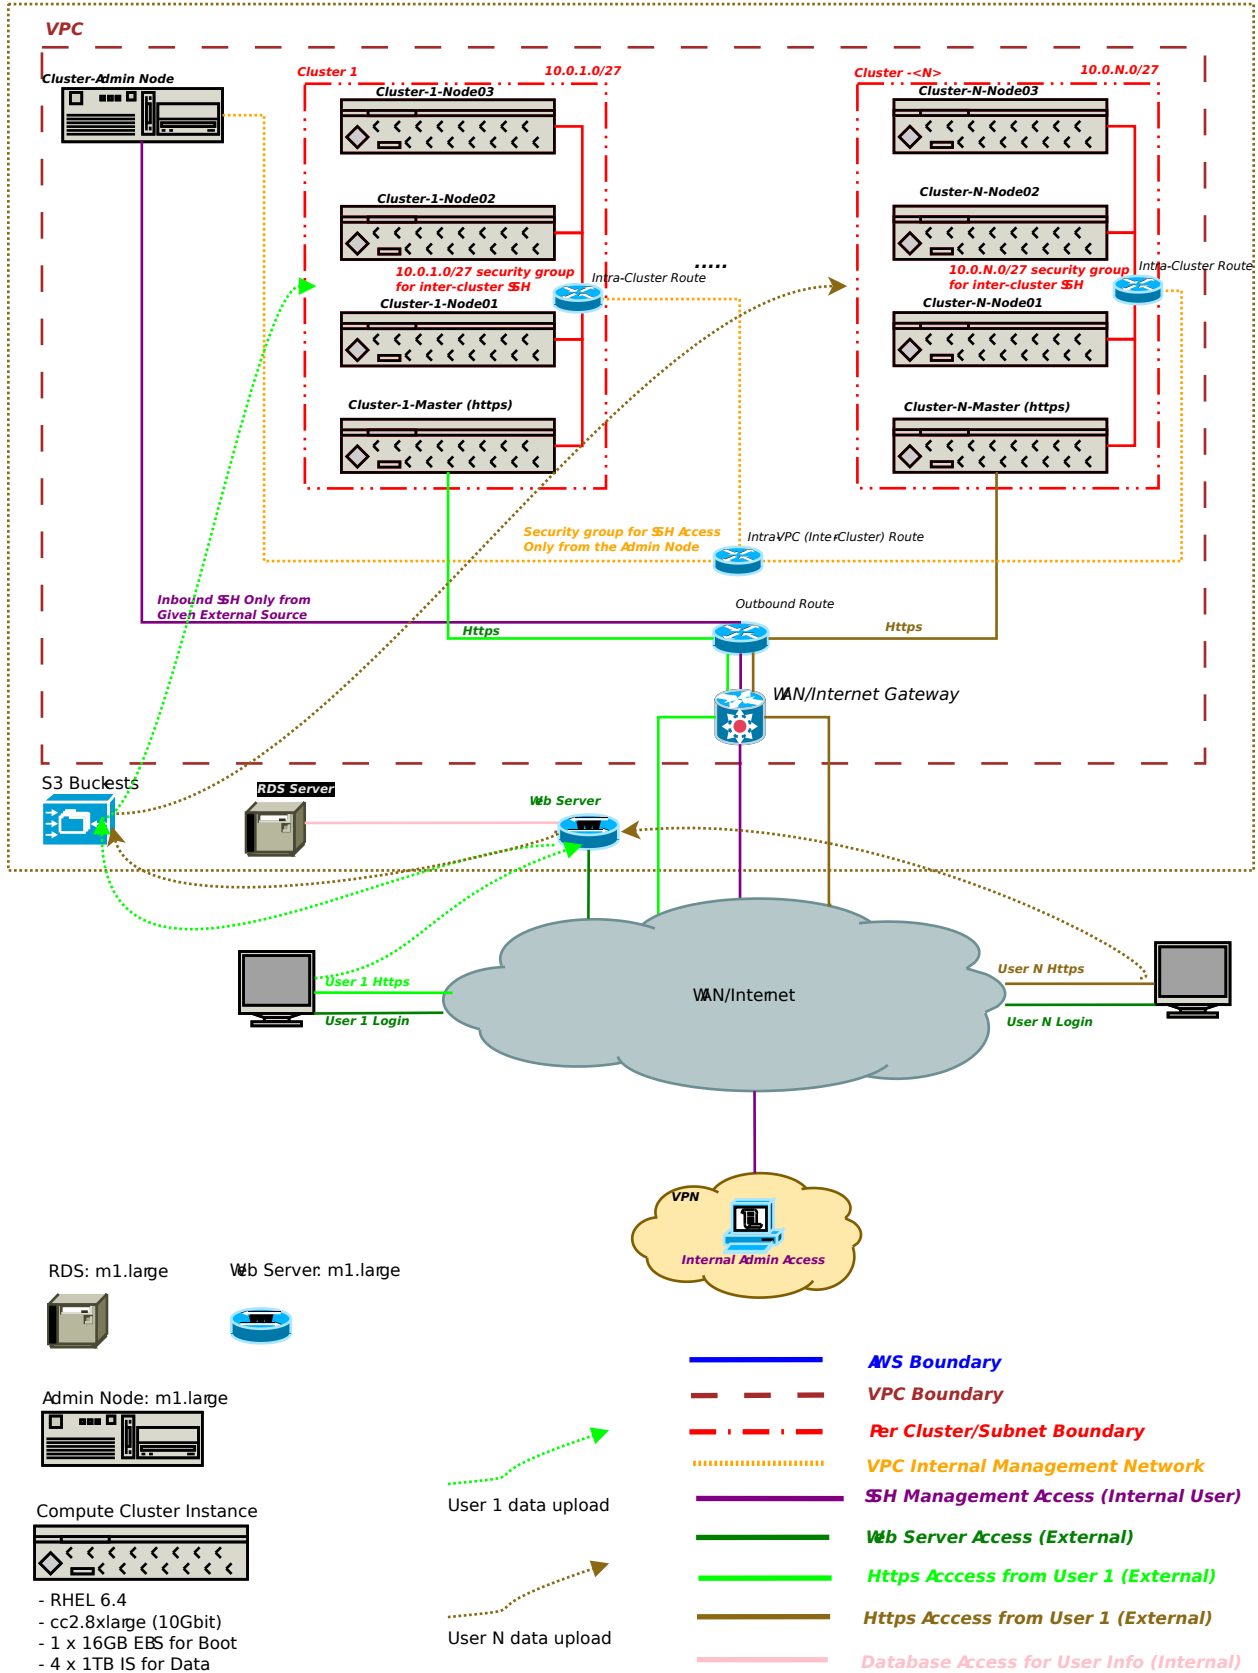 VPC
Cluster-Admin Node
Cluster 1
10.0.1.0/27
Cluster-1-Node03
Cluster-1-Node02
10.0.1.0/27 security group
for inter-cluster SSH
Intra-Cluster Route
Cluster-1-Node01
Cluster-1-Master (https)
.....
Cluster -<N>
10.0.N.0/27
Cluster-N-Node03
Cluster-N-Node02
10.0.N.0/27 security group
for inter-cluster SSH
Intra-Cluster Route
Cluster-N-Node01
Cluster-N-Master (https)
Security group for SSH Access
Only from the Admin Node
IntraVPC (Inter-Cluster) Route
Inbound SSH Only from
Given External Source
Outbound Route
Https
Https
WAN/Internet Gateway
S3 Buckests
RDS Server
Web Server
User 1 Https
User 1 Login
WAN/Internet
User N Https
User N Login
VPN
Internal Admin Access
RDS: m1.large
Web Server: m1.large
Admin Node: m1.large
Compute Cluster Instance
- RHEL 6.4
- cc2.8xlarge (10Gbit)
- 1 x 16GB EBS for Boot
- 4 x 1TB IS for Data
User 1 data upload
User N data upload
AWS Boundary
VPC Boundary
Per Cluster/Subnet Boundary
VPC Internal Management Network
SSH Management Access (Internal User)
Web Server Access (External)
Https Acccess from User 1 (External)
Https Acccess from User 1 (External)
Database Access for User Info (Internal)